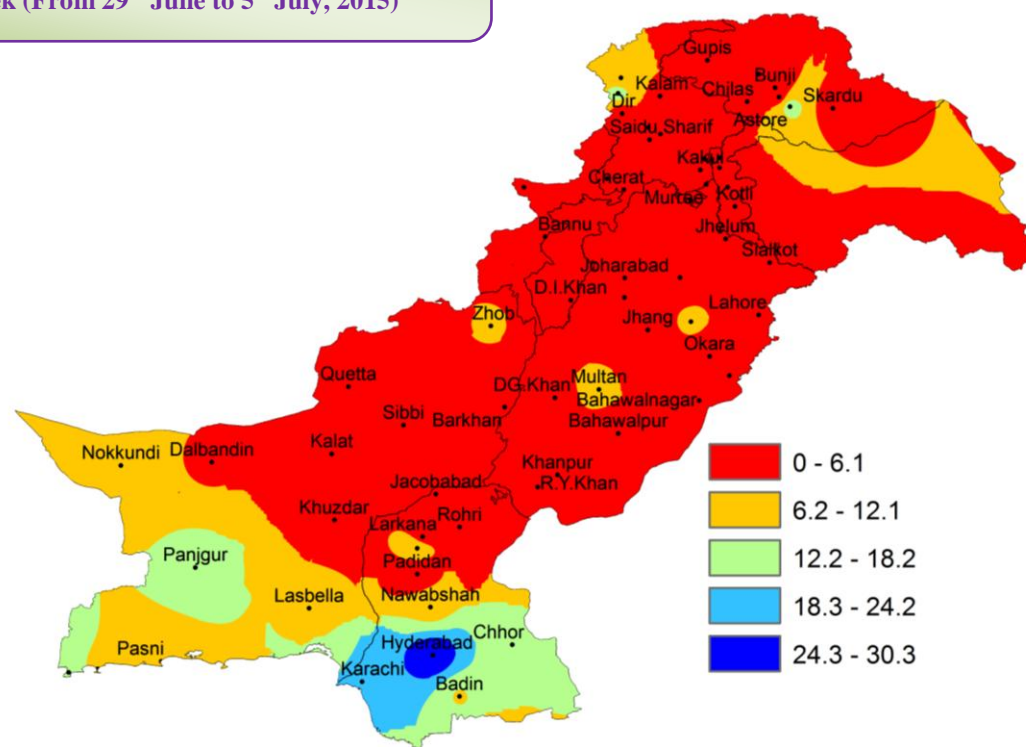 k (From 29 June to 5 July, 2015)
Gupis
Kalam
Chilas
Bunji
Skardu
Dir
Astore
Saidu Sharif
Kakul
Cherat
Murree
Kotli
Bannu
Jhelum
Sialkot
Joharabad
D.I.Khan
Lahore
Zhob
Jhang
Okara
Quetta
DG.Khan
Multan
Bahawalnagar
Sibbi
Barkhan
Bahawalpur
Nokkundi
Dalbandin
Kalat
Khanpur
R.Y.Khan
Jacobabad
Khuzdar
Larkana
Rohri
Panjgur
Padidan
Lasbella
Nawabshah
Pasni
Hyderabad
Chhor
Karachi
Badin
0 - 6.1
6.2 - 12.1
12.2 - 18.2
18.3 - 24.2
24.3 - 30.3